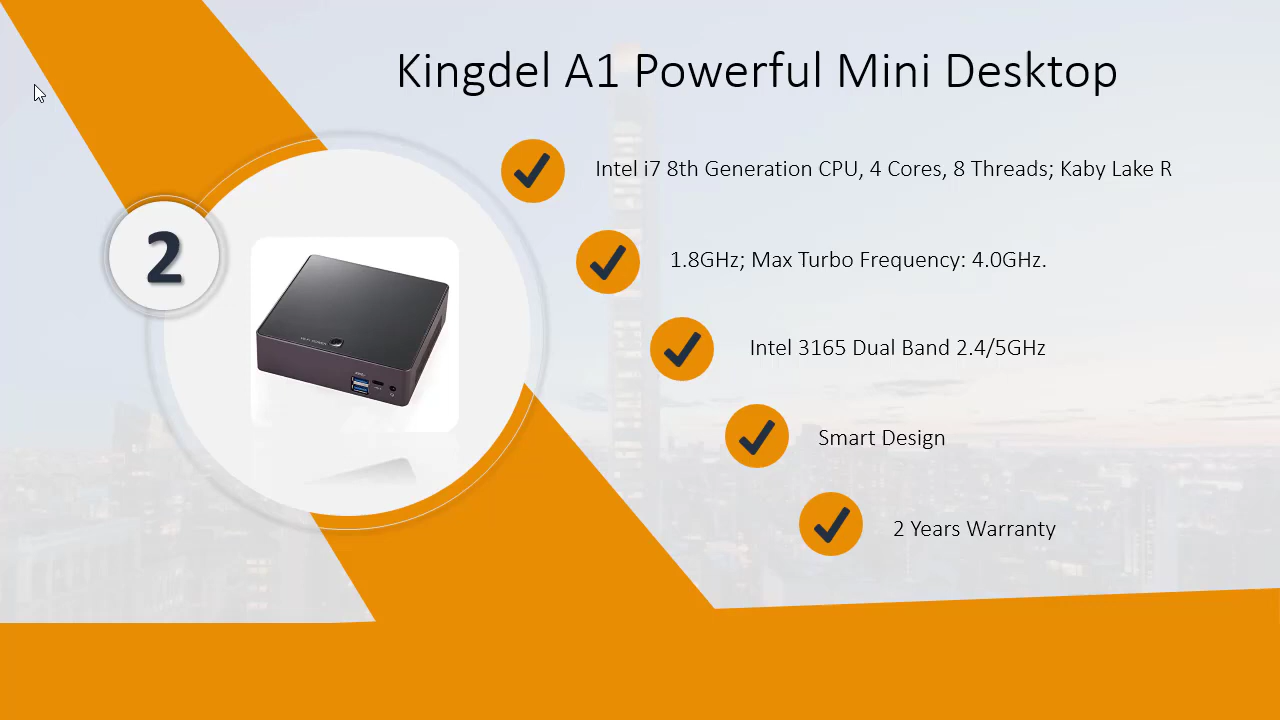 Kingdel A1 Powerful Mini Desktop
Intel i7 8th Generation CPU, 4 Cores, 8 Threads; Kaby Lake R
2
1.8GHz; Max Turbo Frequency: 4.0GHz.
Intel 3165 Dual Band 2.4/5GHz
Smart Design
2 Years Warranty